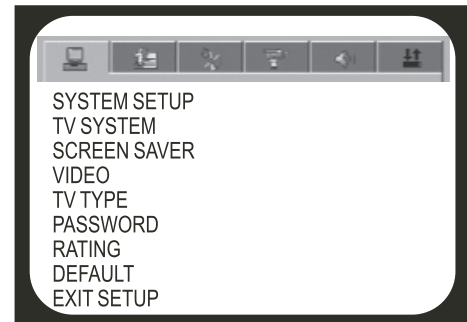 SYSTEM SETUP
TV SYSTEM
SCREEN SAVER
VIDEO
TV TYPE
PASSWORD
RATING
DEFAULT
EXIT SETUP